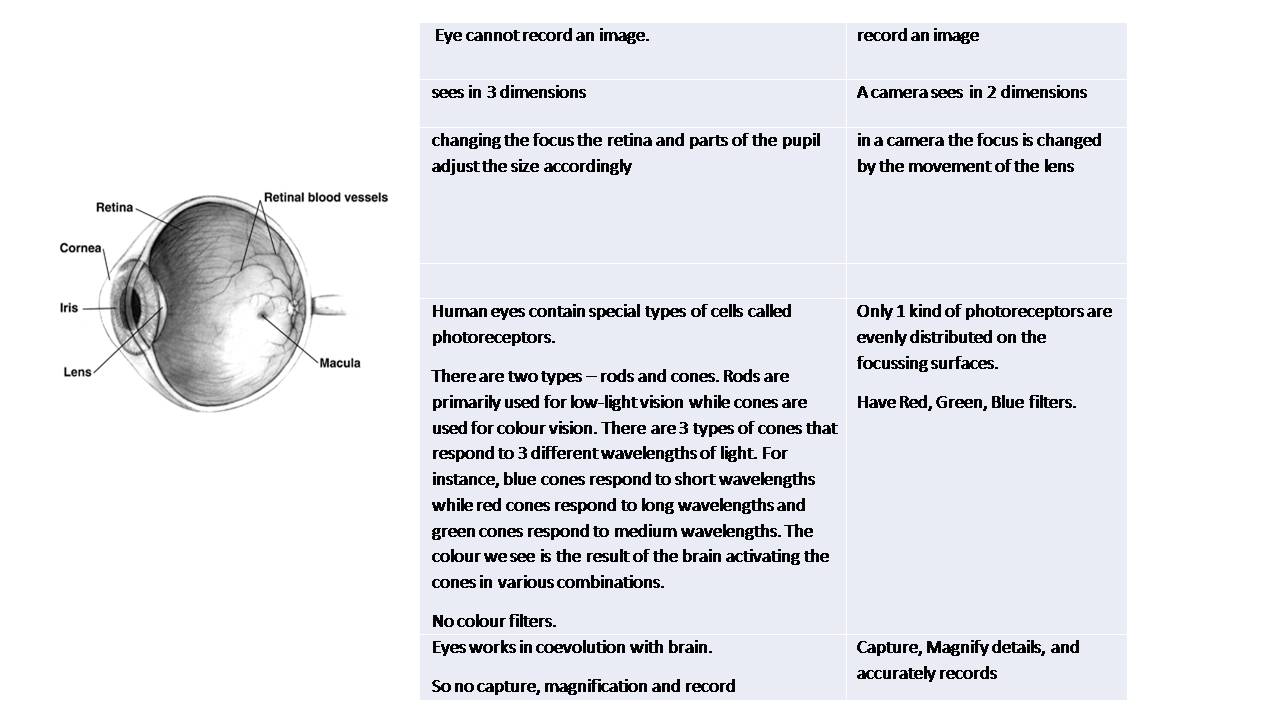 Retinal blood vessels
Retina
Cornea
Iris
Lens
Macula
Eye cannot record an image.
record an image
sees in 3 dimensions
A camera sees in 2 dimensions
changing the focus the retina and parts of the pupil
adjust the size accordingly
in a camera the focus is changed
by the movement of the lens
Human eyes contain special types of cells called
photoreceptors.
There are two types – rods and cones. Rods are
primarily used for low-light vision while cones are
used for colour vision. There are 3 types of cones that
respond to 3 different wavelengths of light. For
instance, blue cones respond to short wavelengths
while red cones respond to long wavelengths and
green cones respond to medium wavelengths. The
colour we see is the result of the brain activating the
cones in various combinations.
No colour filters.
Only 1 kind of photoreceptors are
evenly distributed on the
focussing surfaces.
Have Red, Green, Blue filters.
Eyes works in coevolution with brain.
So no capture, magnification and record
Capture, Magnify details, and
accurately records